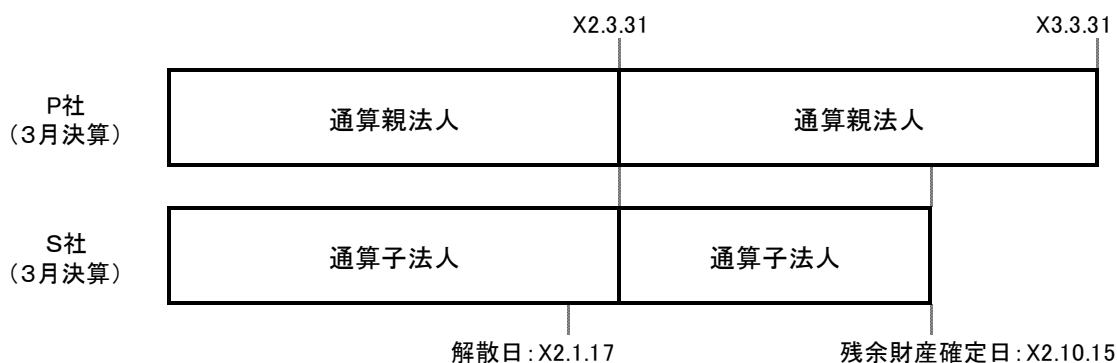 X2.3.31
X3.3.31
P社
（3月決算）
通算親法人
通算親法人
S社
（3月決算）
通算子法人
通算子法人
解散日：X2.1.17
残余財産確定日：X2.10.15